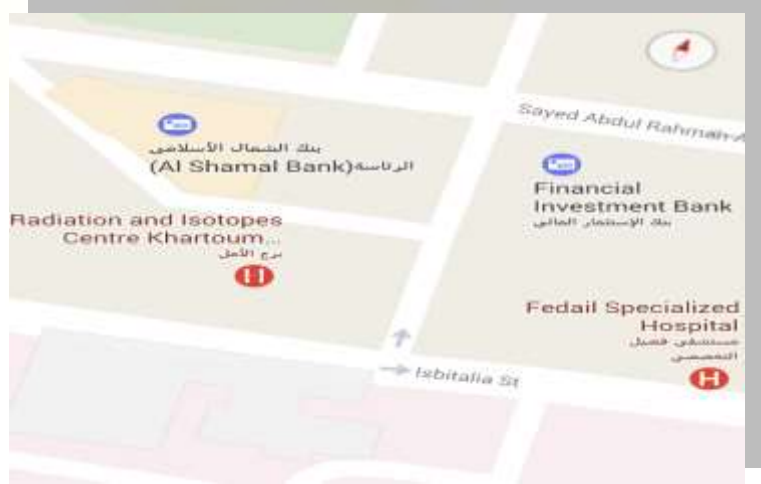 Sayed Abdul Rahman A
بنك الشمال الأسلامي
(Al Shamal Bank)الرئاسة
Financial
Investment Bank
بنك الإستثمار المالي
Radiation and Isotopes
Centre Khartoum...
برج الأمل
H
Fedail Specialized
Hospital
مستشفى فضيل
التخصصي
H
Isbitalia St